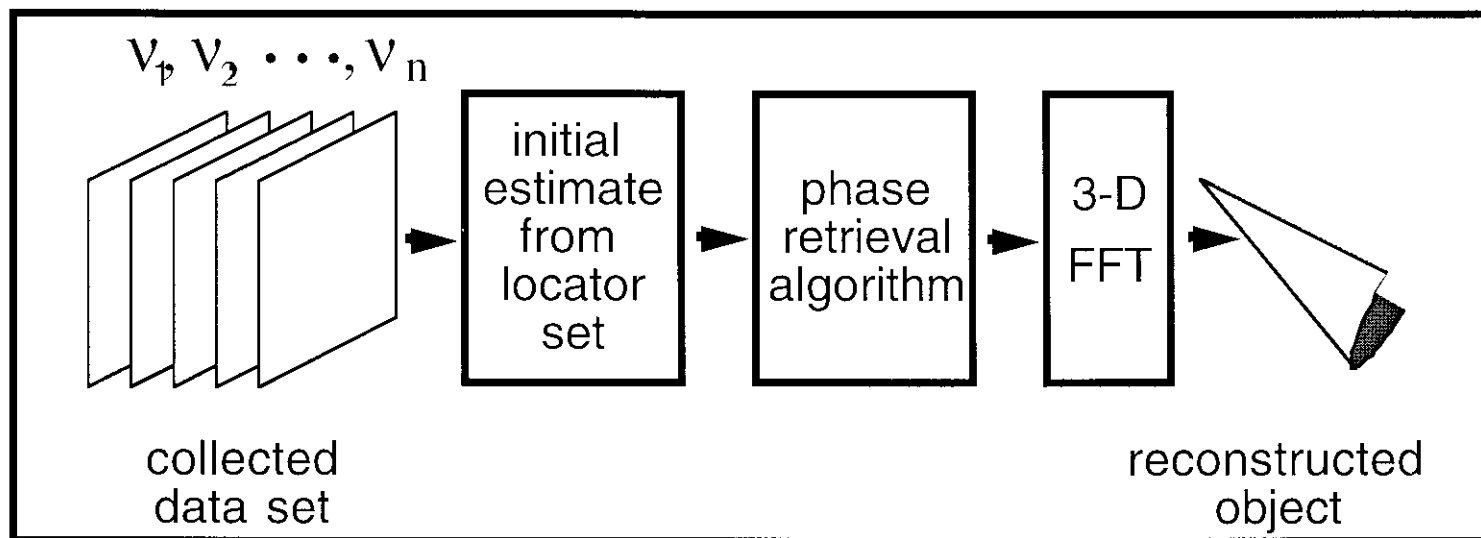 ν1, ν2, · · ·, νn
initial
estimate
from
locator
set
phase
retrieval
algorithm
3-D
FFT
collected
data set
reconstructed
object